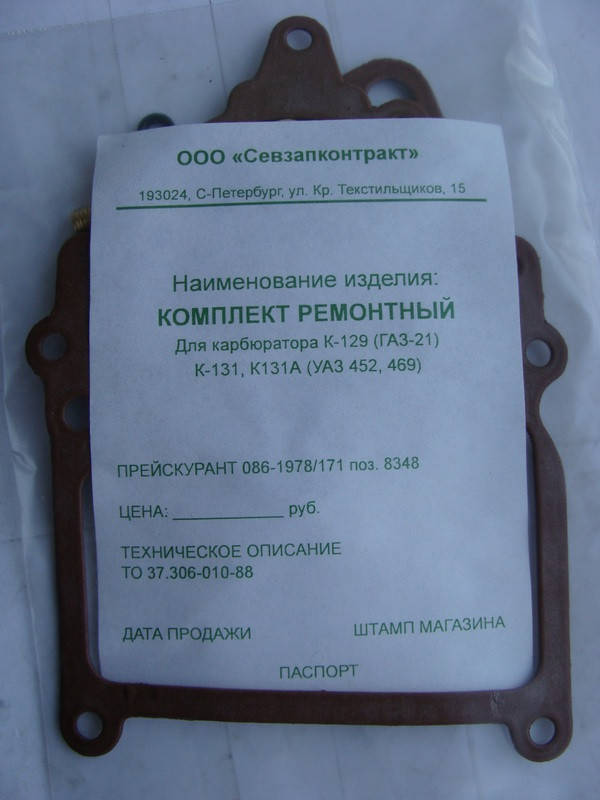 ООО «Севзапконтракт»
193024, С-Петербург, ул. Кр. Текстильщиков, 15
Наименование изделия:
КОМПЛЕКТ РЕМОНТНЫЙ
Для карбюратора К-129 (ГАЗ-21)
К-131, К131А (УАЗ 452, 469)
ПРЕЙСКУРАНТ 086-1978/171 поз. 8348
ЦЕНА: ____________ руб.
ТЕХНИЧЕСКОЕ ОПИСАНИЕ
ТО 37.306-010-88
ДАТА ПРОДАЖИ ШТАМП МАГАЗИНА
ПАСПОРТ